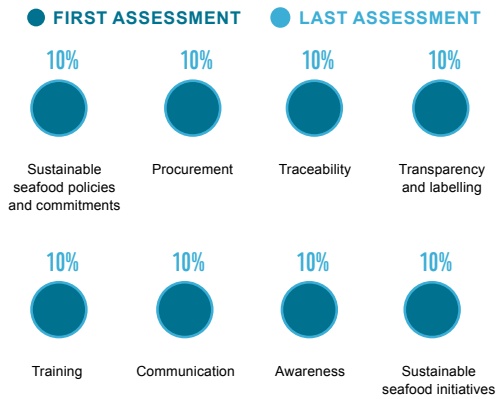 FIRST ASSESSMENT LAST ASSESSMENT
10% 10% 10% 10%
Sustainable
seafood policies
and commitments
Procurement
Traceability
Transparency
and labelling
10% 10% 10% 10%
Training
Communication
Awareness
Sustainable
seafood initiatives